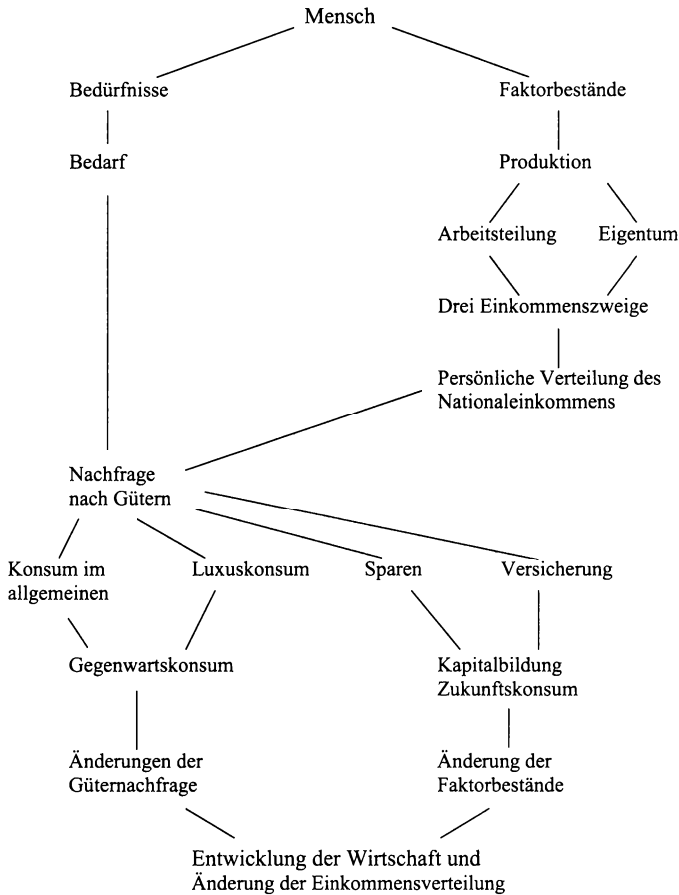 Mensch
Bedürfnisse
Faktorbestände
Bedarf
Produktion
Arbeitsteilung
Eigentum
Drei Einkommenszweige
Persönliche Verteilung des
Nationaleinkommens
Nachfrage
nach Gütern
Konsum im
allgemeinen
Luxuskonsum
Sparen
Versicherung
Gegenwartskonsum
Kapitalbildung
Zukunftskonsum
Änderungen der
Güternachfrage
Änderung der
Faktorbestände
Entwicklung der Wirtschaft und
Änderung der Einkommensverteilung